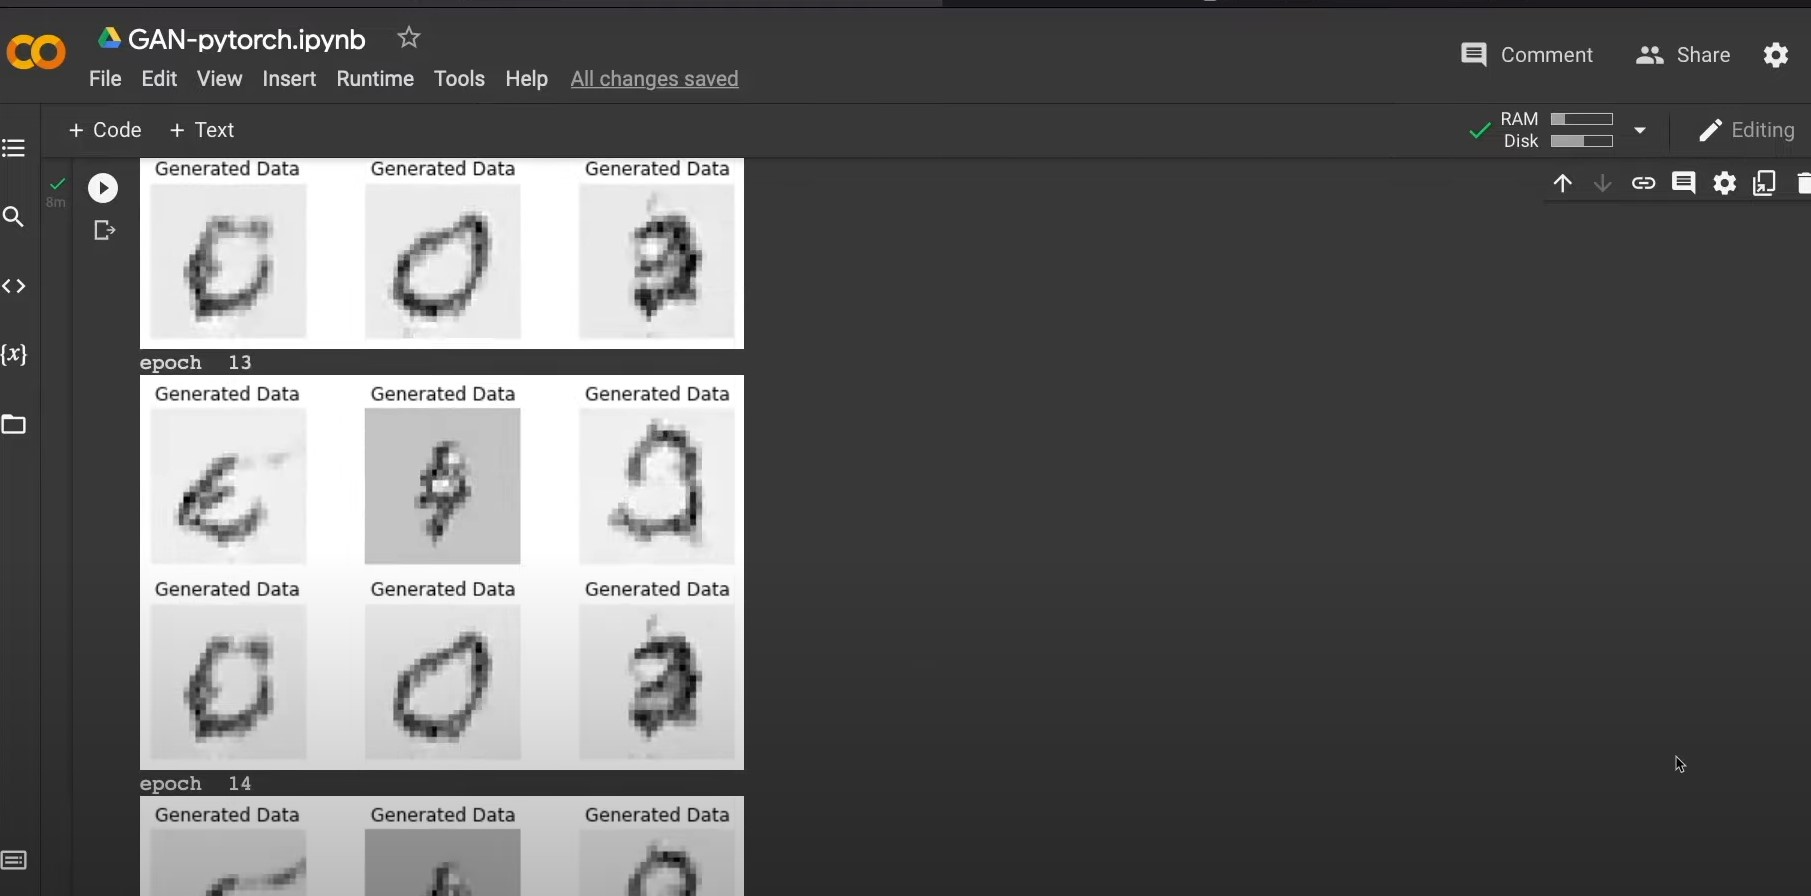 GAN-pytorch.ipynb
File Edit View Insert Runtime Tools Help All changes saved
Comment Share
+ Code + Text
RAM
Disk
Editing
8m
Generated Data Generated Data Generated Data
epoch 13
Generated Data Generated Data Generated Data
Generated Data Generated Data Generated Data
epoch 14
Generated Data Generated Data Generated Data
{x}